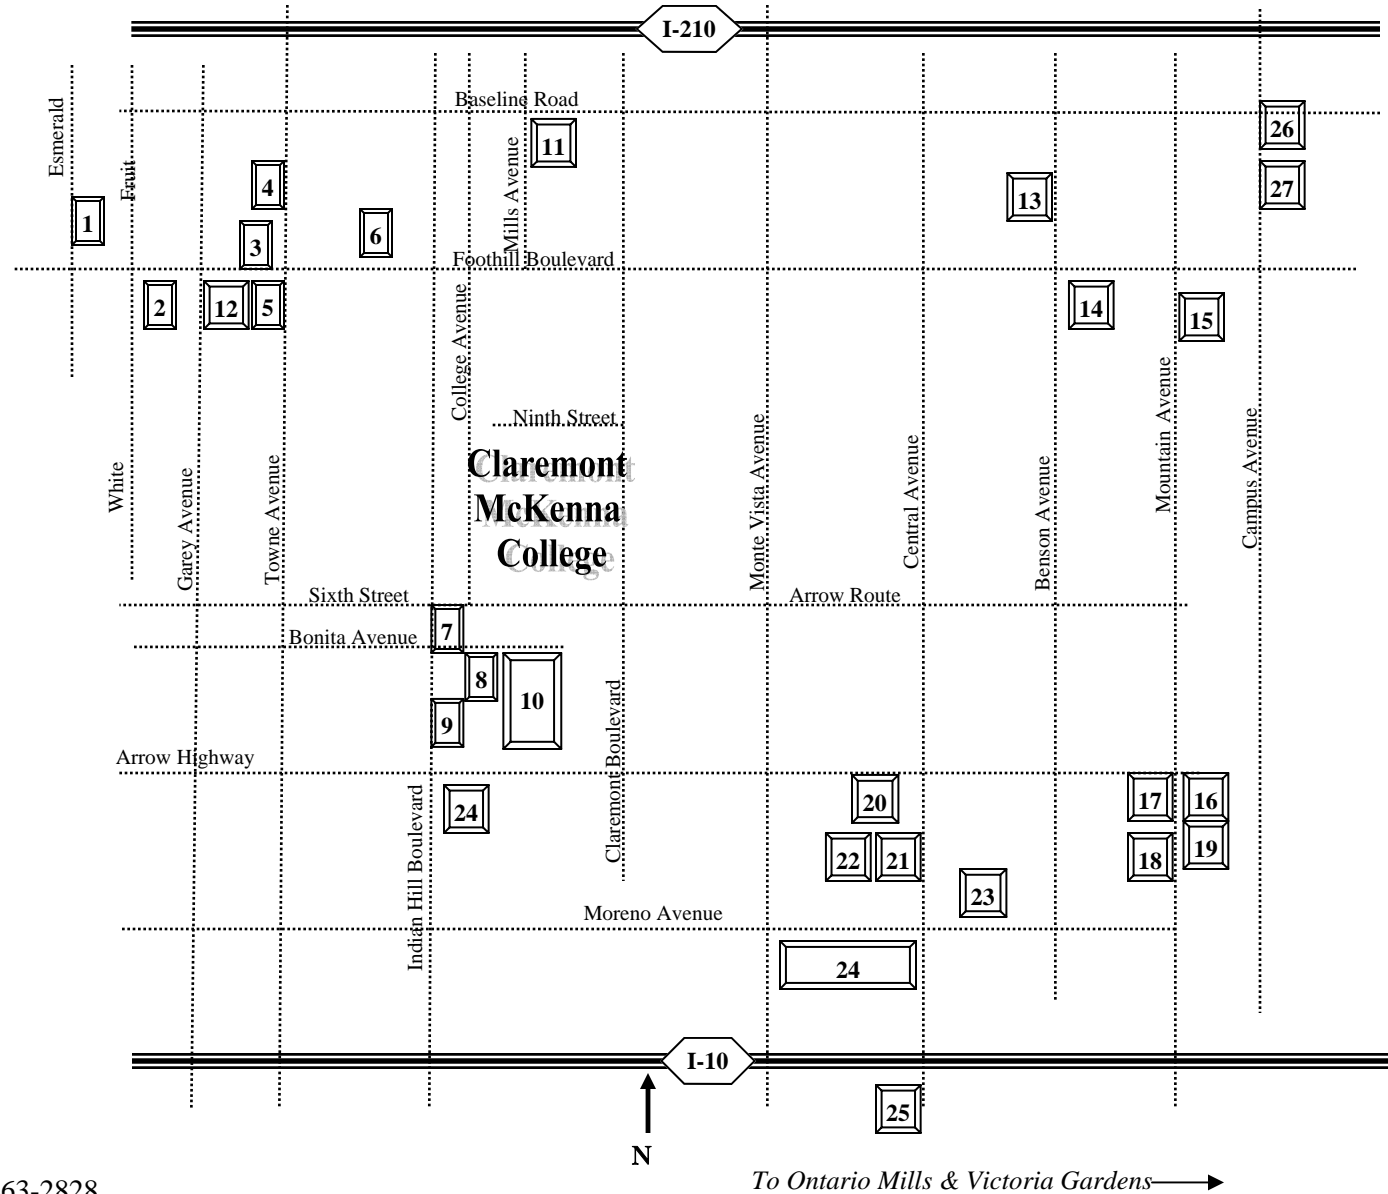 I-210
Baseline Road
Esmerald
Fruit
Mills Avenue
11
26
27
4
13
1
3
6
Foothill Boulevard
2
12
5
14
15
College Avenue
Ninth Street
Claremont
McKenna
College
White
Garey Avenue
Towne Avenue
Monte Vista Avenue
Central Avenue
Benson Avenue
Mountain Avenue
Campus Avenue
Sixth Street
Arrow Route
7
Bonita Avenue
8
10
9
Claremont Boulevard
Arrow Highway
Indian Hill Boulevard
24
20
17
16
22
21
18
19
23
Moreno Avenue
24
I-10
25
N
To Ontario Mills & Victoria Gardens
63-2828